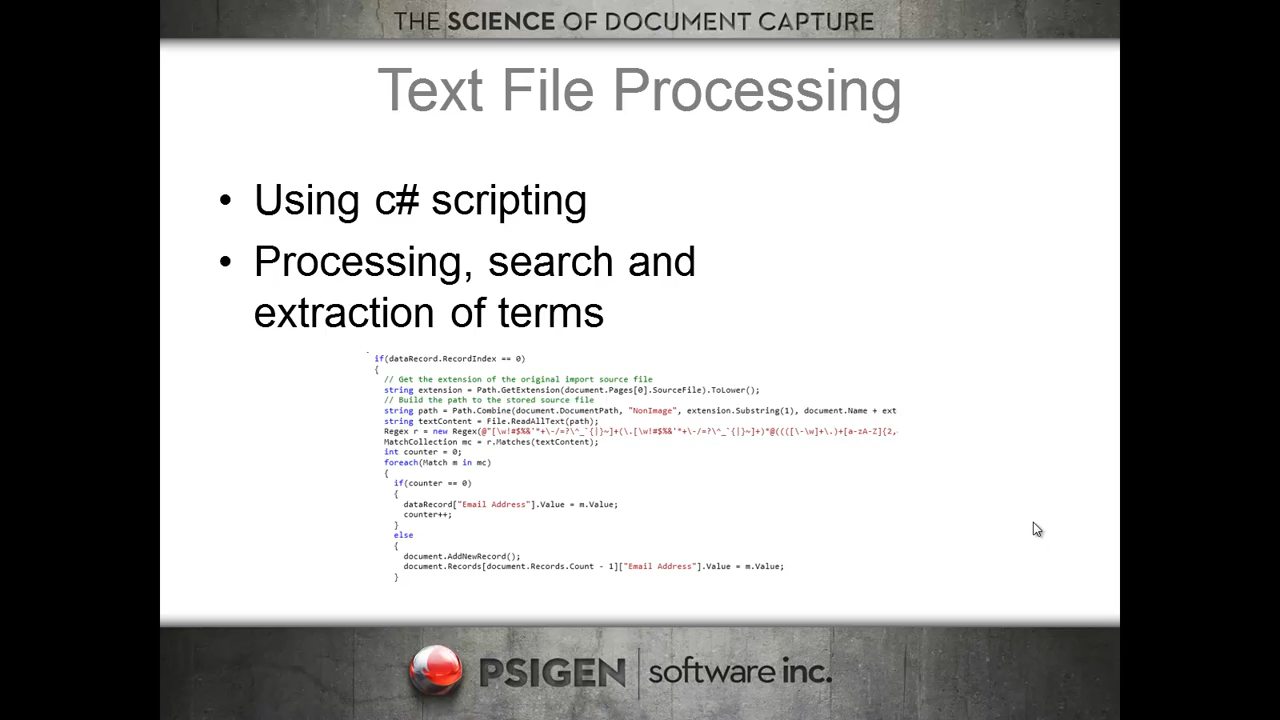 THE SCIENCE OF DOCUMENT CAPTURE
Text File Processing
• Using c# scripting
• Processing, search and
extraction of terms
if(dataRecord.RecordIndex == 0)
{
// Get the extension of the original import source file
string extension = Path.GetExtension(document.Pages[0].SourceFile).ToLower();
// Build the path to the stored source file
string path = Path.Combine(document.DocumentPath, "NonImage", extension.Substring(1), document.Name + ext
string textContent = File.ReadAllText(path);
Regex r = new Regex(@"[\w!#$%&'*+\-/=?\^_`{|}~]+(\.[\w!#$%&'*+\-/=?\^_`{|}~]+)*@((([\-\w]+\.)+[a-zA-Z]{2,
MatchCollection mc = r.Matches(textContent);
int counter = 0;
foreach(Match m in mc)
{
if(counter == 0)
{
dataRecord["Email Address"].Value = m.Value;
counter++;
}
else
{
document.AddNewRecord();
document.Records[document.Records.Count - 1]["Email Address"].Value = m.Value;
}
PSIGEN software inc.